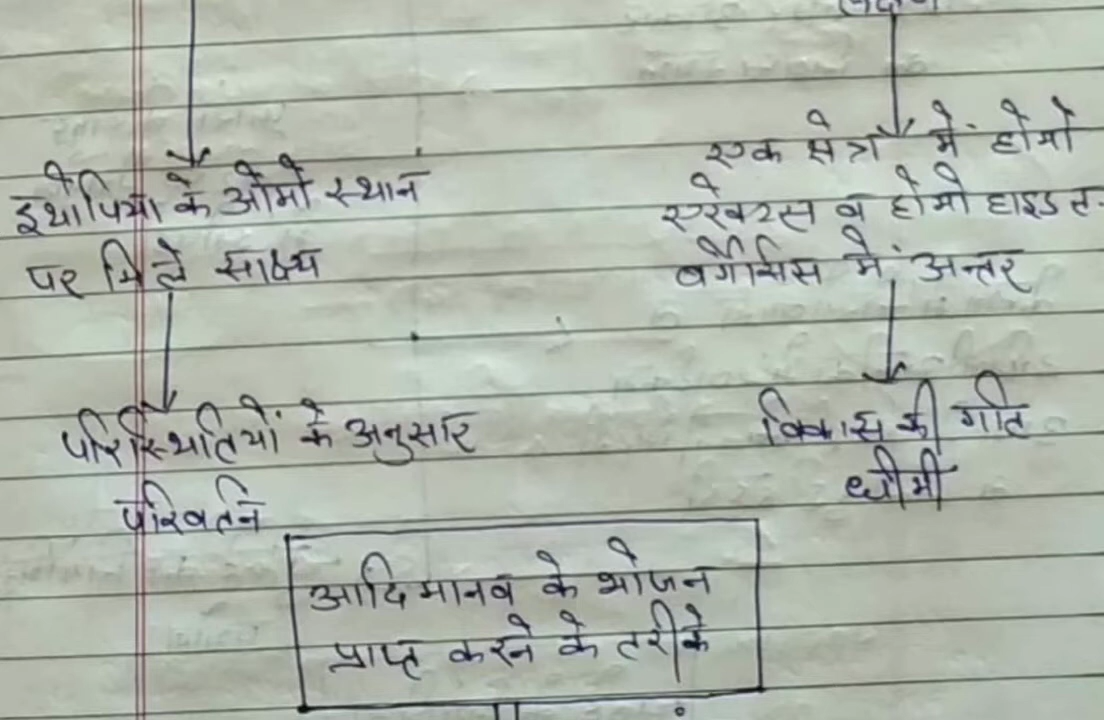 इथोपिया के ओमो स्थान
पर मिले साक्ष्य
परिस्थितियों के अनुसार
परिवर्तन
एक क्षेत्र में होमो
एरेक्टस व होमो हाइडल
बर्गेसिस में अन्तर
विकास की गति
धीमी
आदिमानव के भोजन
प्राप्त करने के तरीके